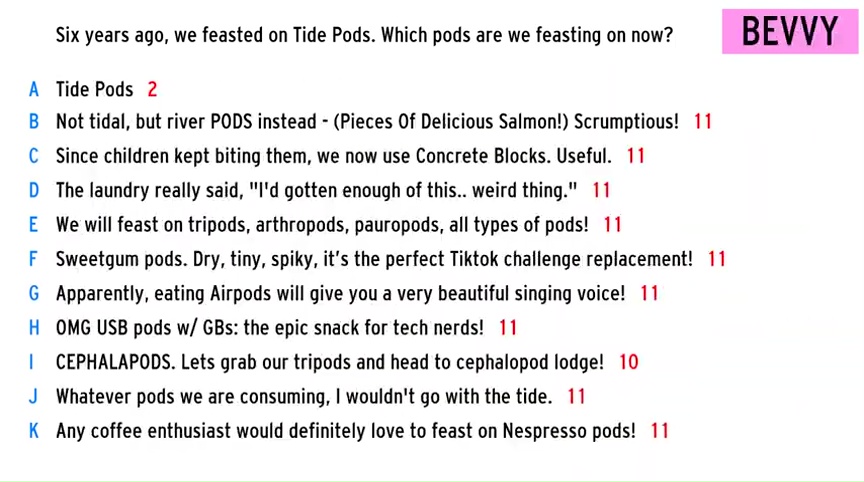 Six years ago, we feasted on Tide Pods. Which pods are we feasting on now?
BEVVY
A Tide Pods 2
B Not tidal, but river PODS instead - (Pieces Of Delicious Salmon!) Scrumptious! 11
C Since children kept biting them, we now use Concrete Blocks. Useful. 11
D The laundry really said, "I'd gotten enough of this.. weird thing." 11
E We will feast on tripods, arthropods, pauropods, all types of pods! 11
F Sweetgum pods. Dry, tiny, spiky, it's the perfect Tiktok challenge replacement! 11
G Apparently, eating Airpods will give you a very beautiful singing voice! 11
H OMG USB pods w/ GBs: the epic snack for tech nerds! 11
I CEPHALAPODS. Lets grab our tripods and head to cephalopod lodge! 10
J Whatever pods we are consuming, I wouldn't go with the tide. 11
K Any coffee enthusiast would definitely love to feast on Nespresso pods! 11